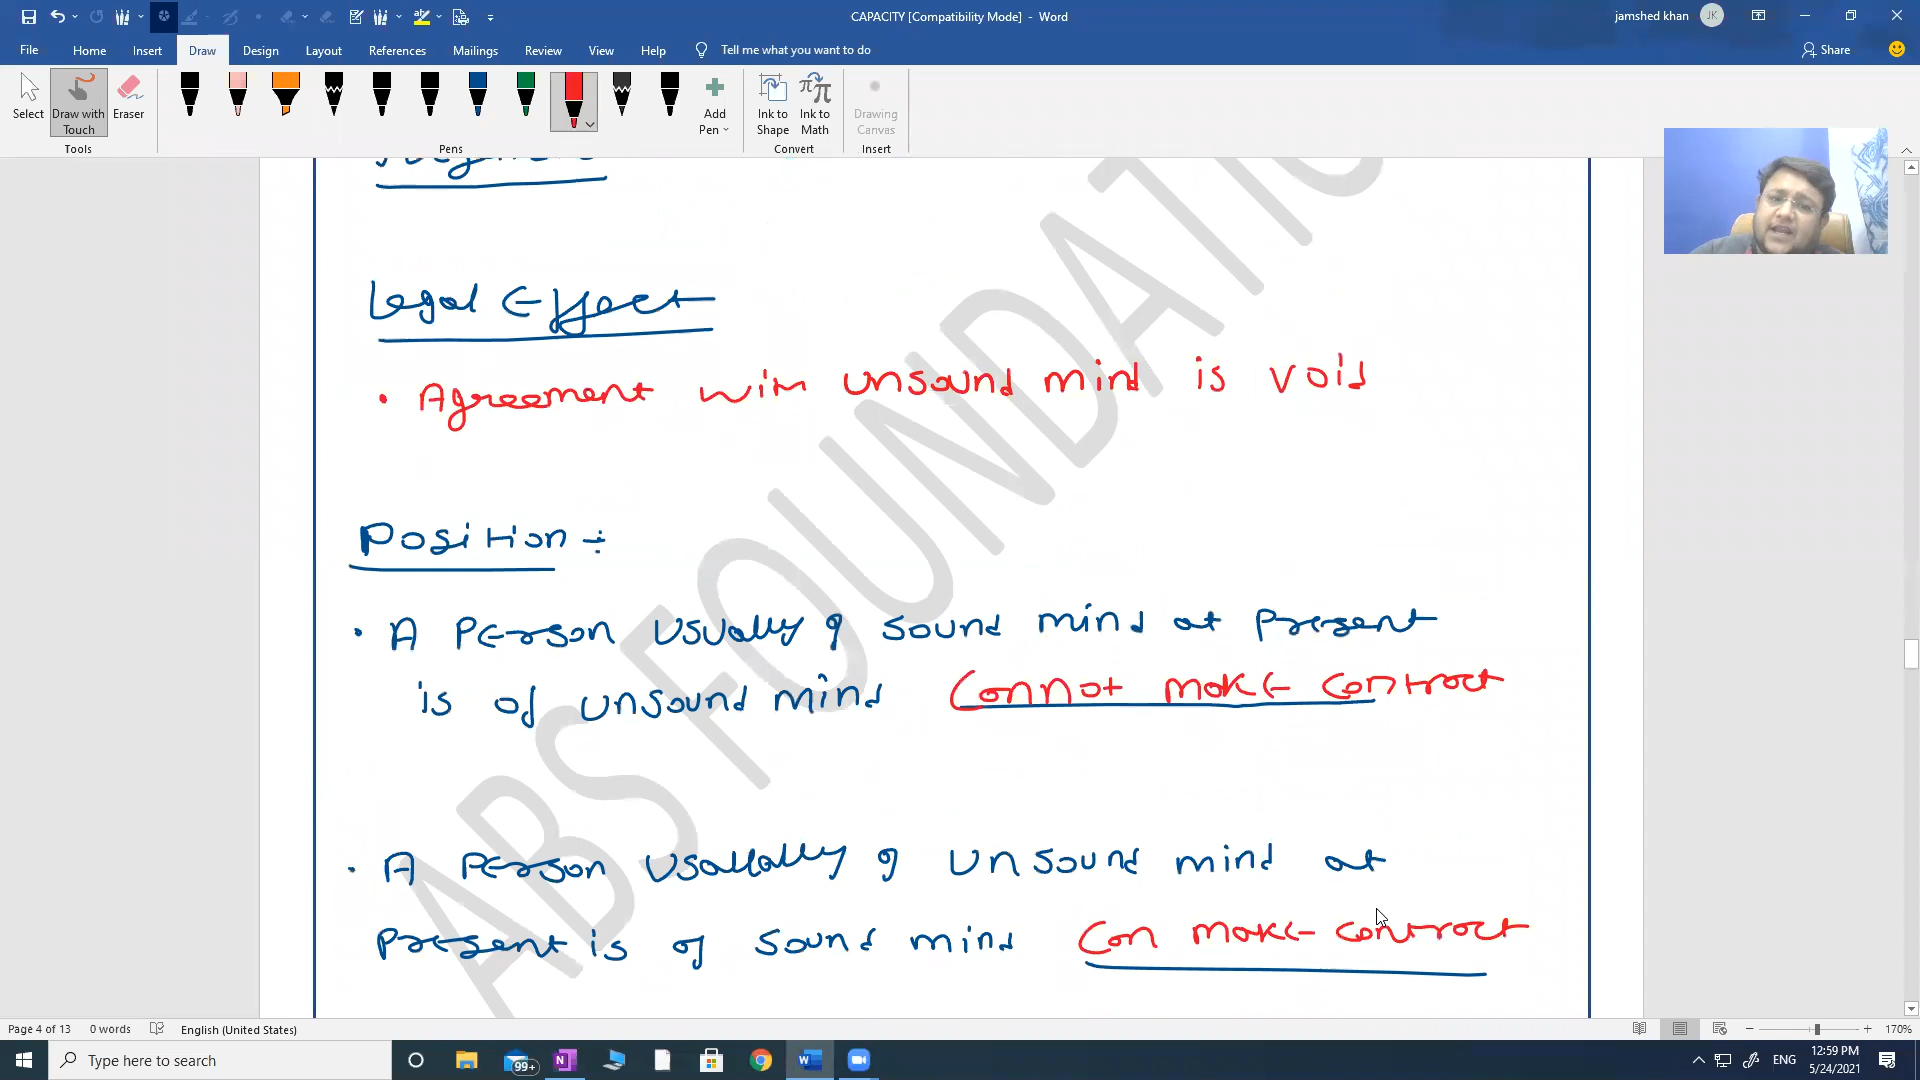 CAPACITY [Compatibility Mode] - Word
jamshed khan JK
File Home Insert Draw Design Layout References Mailings Review View Help Tell me what you want to do Share
Select Draw with Touch Eraser Add Pen Ink to Shape Ink to Math Drawing Canvas
Tools Pens Convert Insert
Legal Effect
• Agreement with unsound mind is void
Position ÷
• A Person usually of sound mind at present
is of unsound mind Cannot make contract
• A Person usallally of unsound mind at
present is of sound mind Can make contract
ABS FOUNDATIO
Page 4 of 13 0 words English (United States) 170%
Type here to search
99+
ENG
12:59 PM
5/24/2021